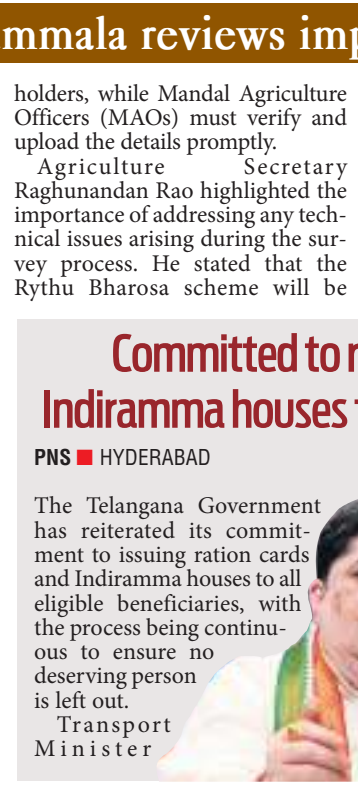 mmala reviews imp
holders, while Mandal Agriculture
Officers (MAOs) must verify and
upload the details promptly.
Agriculture Secretary
Raghunandan Rao highlighted the
importance of addressing any tech-
nical issues arising during the sur-
vey process. He stated that the
Rythu Bharosa scheme will be
Committed to r
Indiramma houses
PNS ■ HYDERABAD
The Telangana Government
has reiterated its commit-
ment to issuing ration cards
and Indiramma houses to all
eligible beneficiaries, with
the process being continu-
ous to ensure no
deserving person
is left out.
Transport
Minister